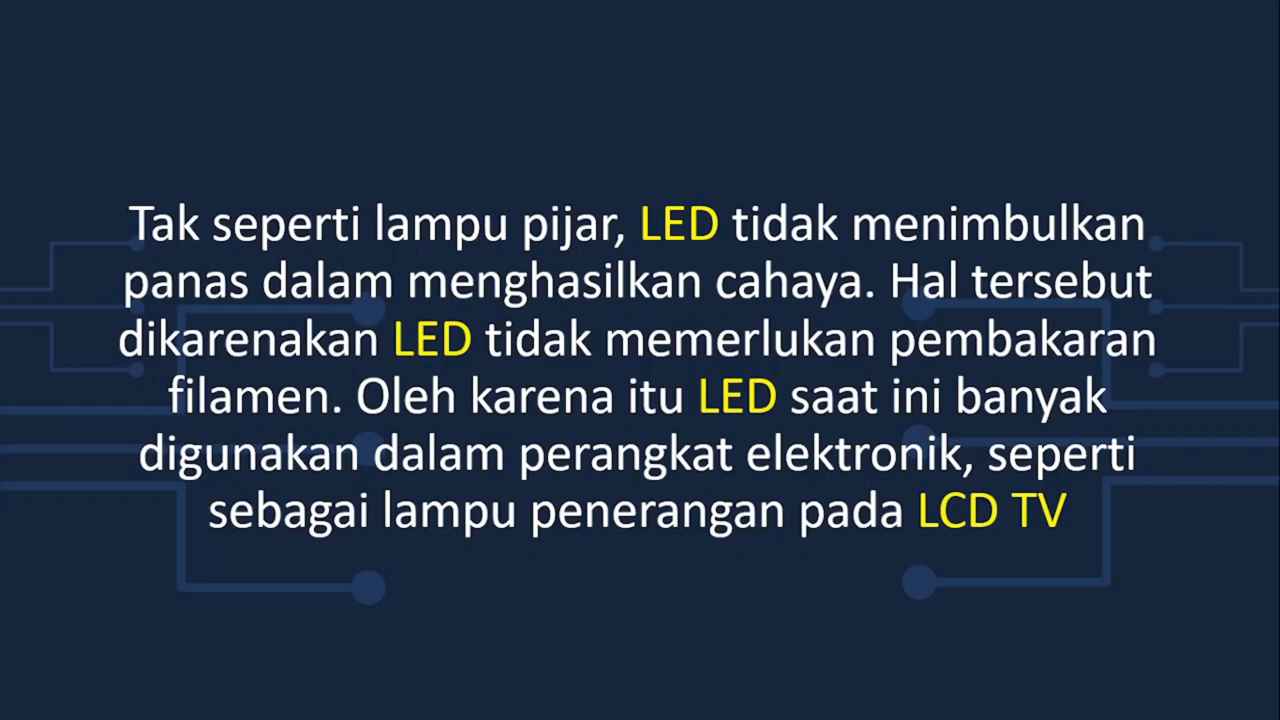 Tak seperti lampu pijar, LED tidak menimbulkan
panas dalam menghasilkan cahaya. Hal tersebut
dikarenakan LED tidak memerlukan pembakaran
filamen. Oleh karena itu LED saat ini banyak
digunakan dalam perangkat elektronik, seperti
sebagai lampu penerangan pada LCD TV